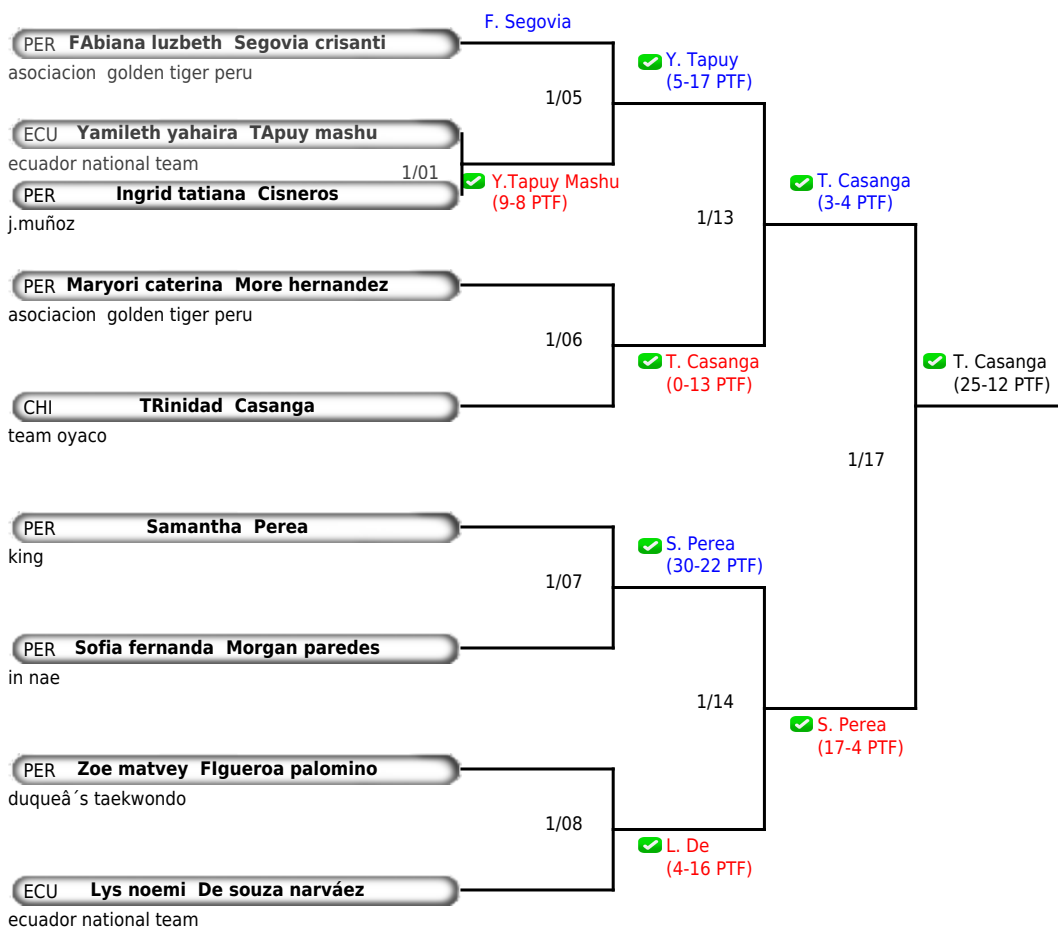 F. Segovia
PER FAbiana luzbeth Segovia crisanti
asociacion golden tiger peru
Y. Tapuy
(5-17 PTF)
1/05
ECU Yamileth yahaira TApuy mashu
ecuador national team
1/01
Y.Tapuy Mashu
(9-8 PTF)
PER Ingrid tatiana Cisneros
j.muñoz
T. Casanga
(3-4 PTF)
1/13
PER Maryori caterina More hernandez
asociacion golden tiger peru
1/06
T. Casanga
(0-13 PTF)
T. Casanga
(25-12 PTF)
CHI TRinidad Casanga
team oyaco
1/17
PER Samantha Perea
king
S. Perea
(30-22 PTF)
1/07
PER Sofia fernanda Morgan paredes
in nae
1/14
S. Perea
(17-4 PTF)
PER Zoe matvey FIgueroa palomino
duqueâ´s taekwondo
1/08
L. De
(4-16 PTF)
ECU Lys noemi De souza narváez
ecuador national team